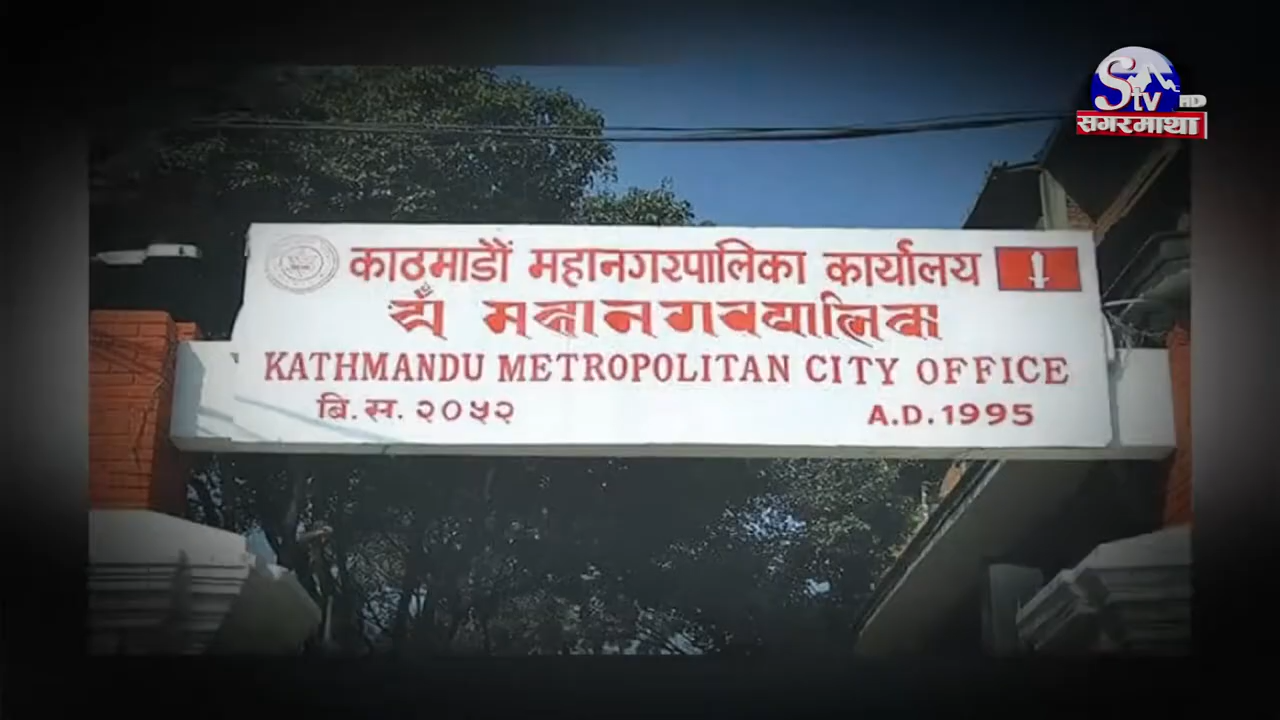 S tv HD
सगरमाथा
काठमाडौं महानगरपालिका कार्यालय
KATHMANDU METROPOLITAN CITY OFFICE
बि.स. २०५२
A.D. 1995